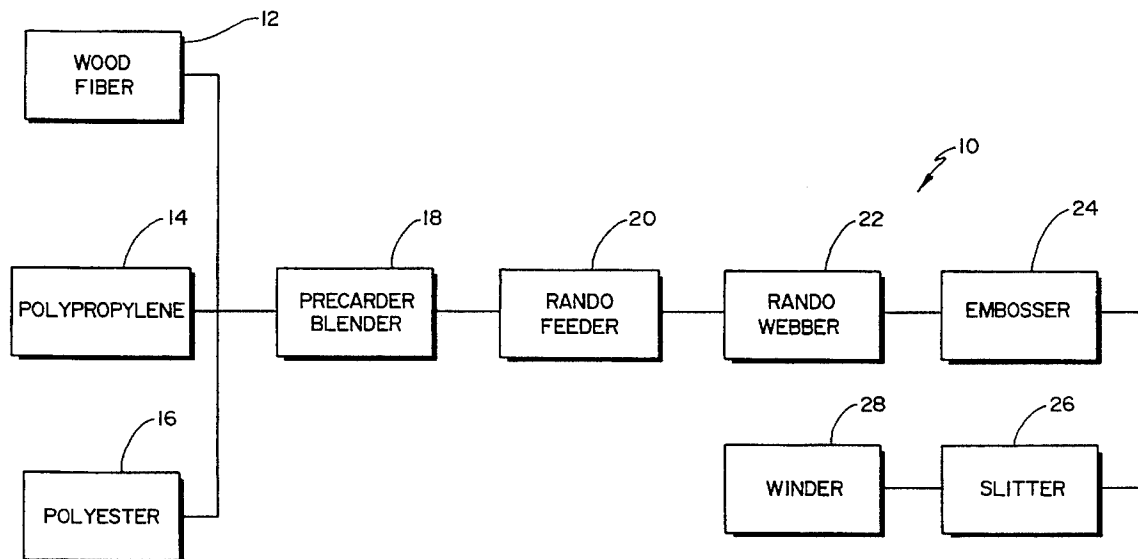 12
WOOD
FIBER
10
14
POLYPROPYLENE
18
PRECARDER
BLENDER
20
RANDO
FEEDER
22
RANDO
WEBBER
24
EMBOSSER
16
POLYESTER
28
WINDER
26
SLITTER